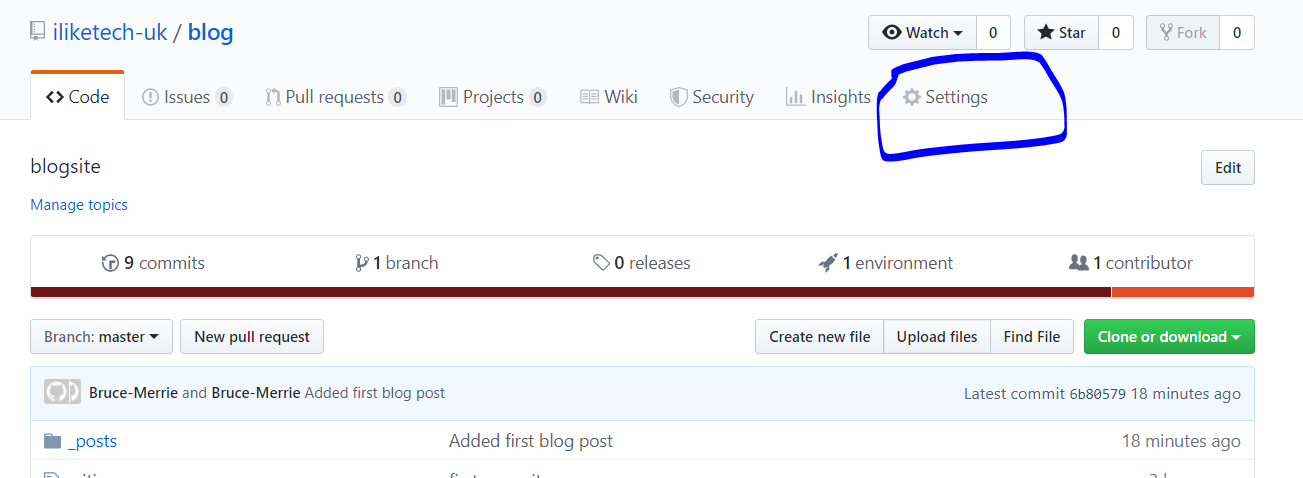 iliketech-uk / blog
Watch 0 Star 0 Fork 0
Code Issues 0 Pull requests 0 Projects 0 Wiki Security Insights Settings
blogsite
Edit
Manage topics
9 commits 1 branch 0 releases 1 environment 1 contributor
Branch: master New pull request Create new file Upload files Find File Clone or download
Bruce-Merrie and Bruce-Merrie Added first blog post Latest commit 6b80579 18 minutes ago
_posts Added first blog post 18 minutes ago